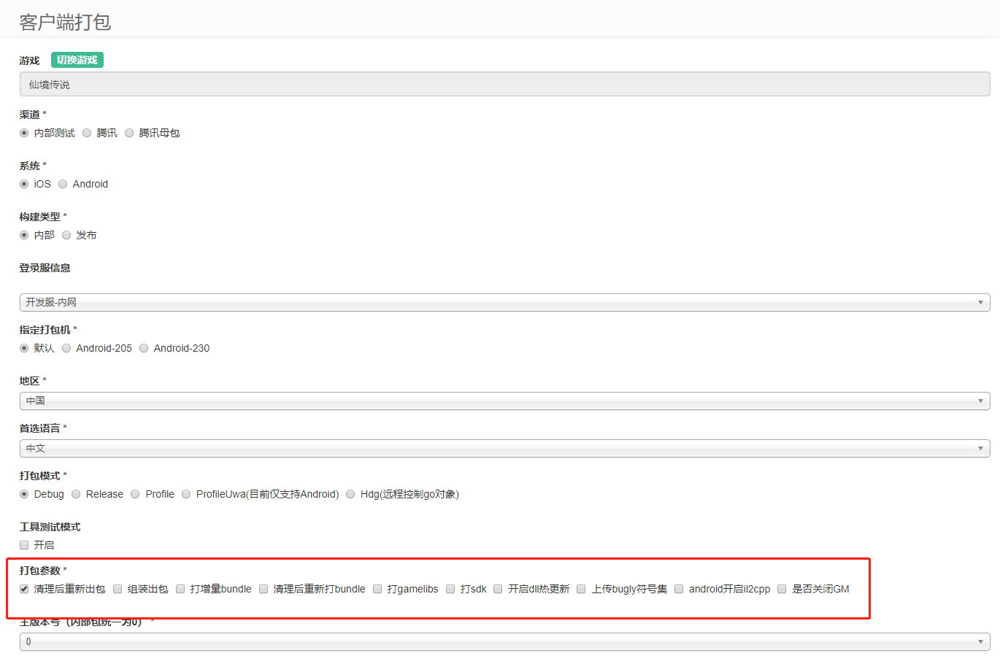 客户端打包
游戏 切换游戏
仙境传说
渠道 *
内部测试 腾讯 腾讯母包
系统 *
iOS Android
构建类型 *
内部 发布
登录服信息
开发服-内网
指定打包机 *
默认 Android-205 Android-230
地区 *
中国
首选语言 *
中文
打包模式 *
Debug Release Profile ProfileUwa(目前仅支持Android) Hdg(远程控制go对象)
工具测试模式
开启
打包参数 *
清理后重新出包 组装出包 打增量bundle 清理后重新打bundle 打gamelibs 打sdk 开启dll热更新 上传bugly符号集 android开启il2cpp 是否关闭GM
主版本号（内部包统一为0） *
0